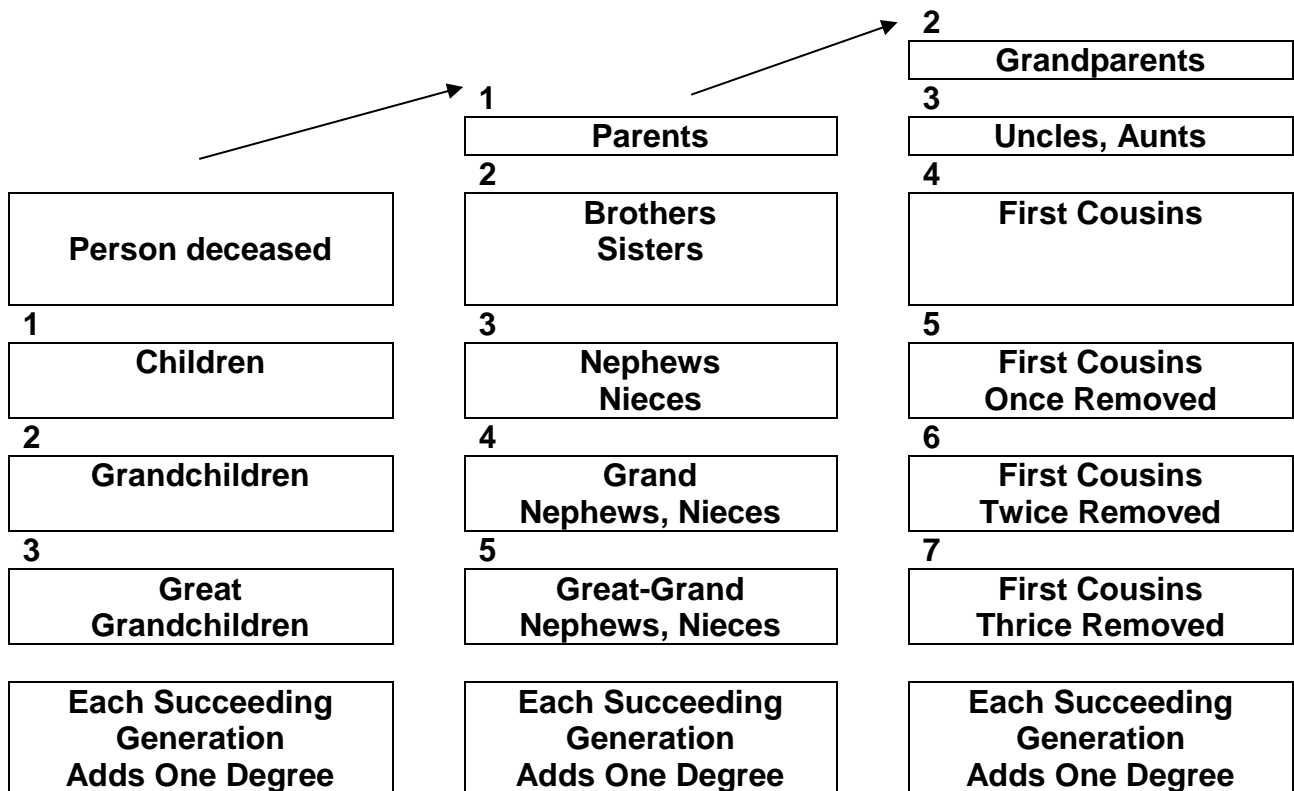 2
Grandparents
1
3
Parents
Uncles, Aunts
2
4
Person deceased
Brothers
Sisters
First Cousins
1
3
5
Children
Nephews
Nieces
First Cousins
Once Removed
2
4
6
Grandchildren
Grand
Nephews, Nieces
First Cousins
Twice Removed
3
5
7
Great
Grandchildren
Great-Grand
Nephews, Nieces
First Cousins
Thrice Removed
Each Succeeding
Generation
Adds One Degree
Each Succeeding
Generation
Adds One Degree
Each Succeeding
Generation
Adds One Degree